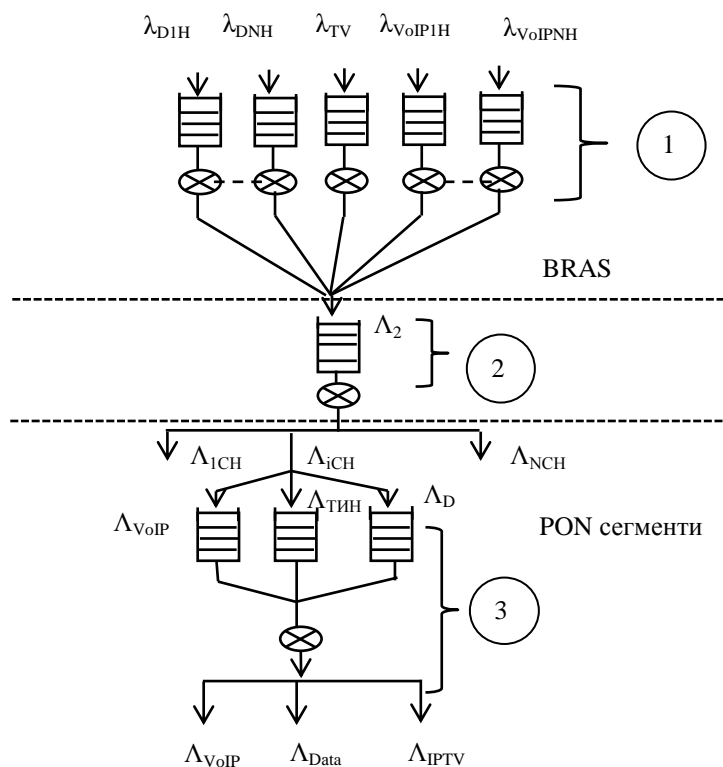 λD1H λDNH λTV λVoIP1H λVoIPNH
1
BRAS
Λ2
2
Λ1CH ΛiCH ΛNCH
ΛVoIP ΛТИН ΛD
PON сегменти
3
ΛVoIP ΛData ΛIPTV